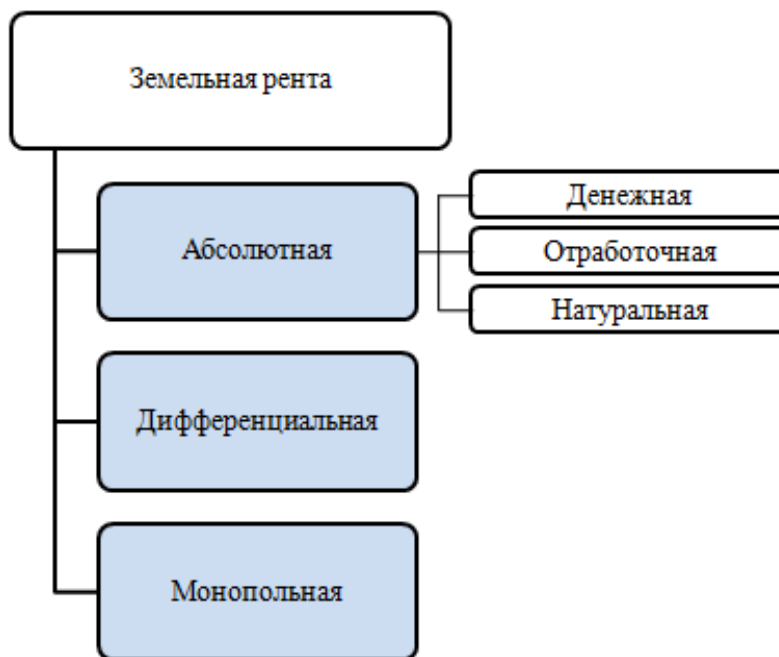 Земельная рента
Абсолютная
Денежная
Отработочная
Натуральная
Дифференциальная
Монопольная